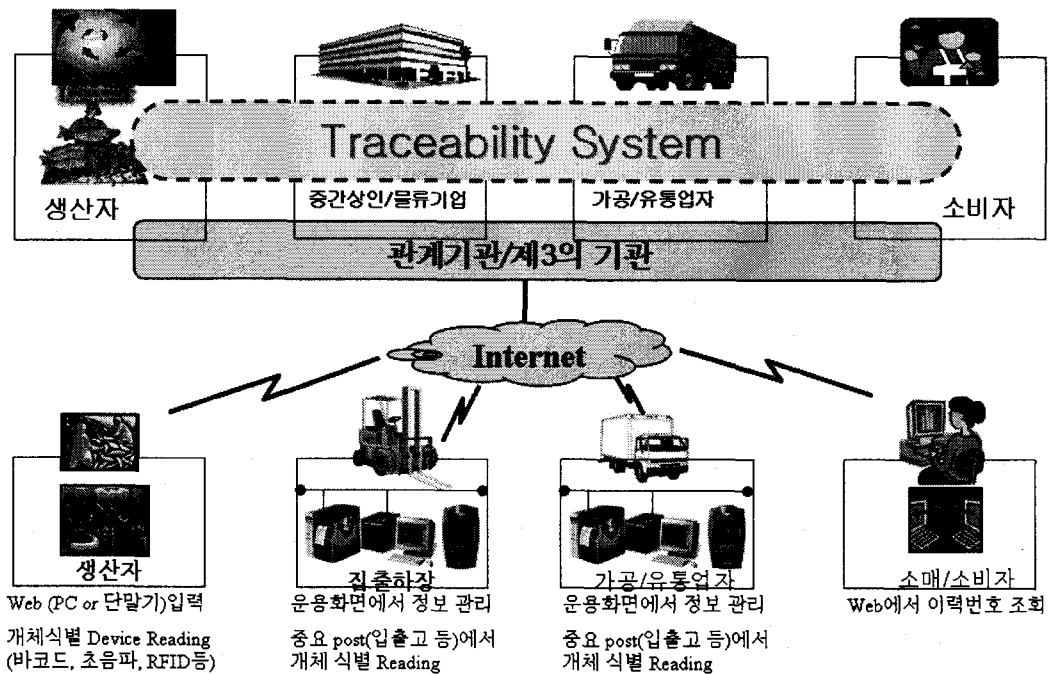 Traceability System
생산자
중간상인/물류기업
가공/유통업자
소비자
관계기관/제3의 기관
Internet
생산자
집출하장
가공/유통업자
소매/소비자
Web (PC or 단말기)입력
운용화면에서 정보 관리
운용화면에서 정보 관리
Web에서 이력번호 조회
개체식별 Device Reading
(바코드, 초음파, RFID등)
중요 post(입출고 등)에서
개체 식별 Reading
중요 post(입출고 등)에서
개체 식별 Reading